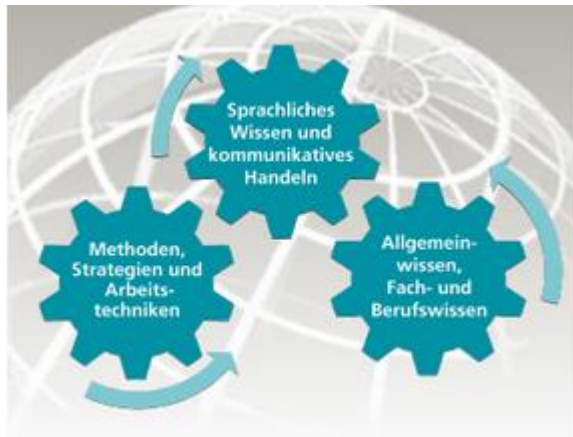 Sprachliches
Wissen und
kommunikatives
Handeln
Methoden,
Strategien und
Arbeits-
techniken
Allgemein-
wissen,
Fach- und
Berufswissen